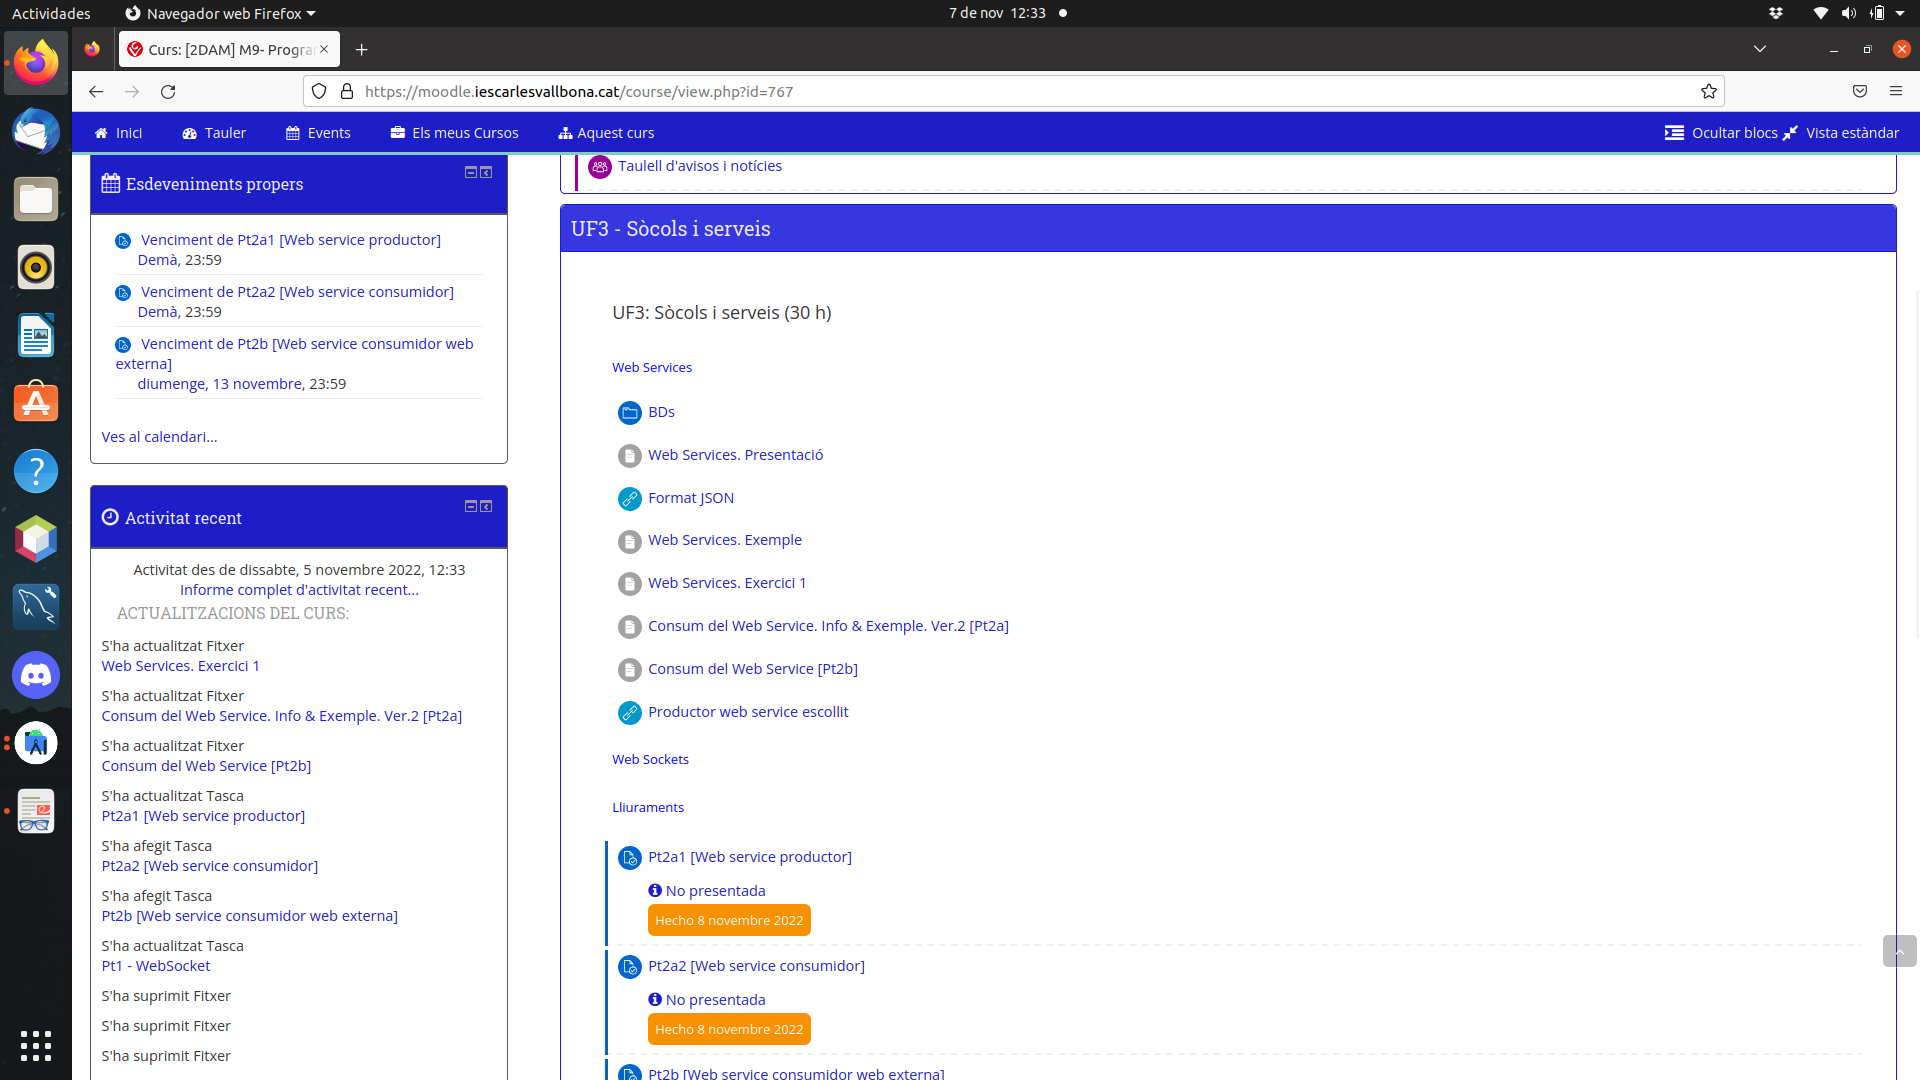 Actividades
Navegador web Firefox
7 de nov 12:33
Curs: [2DAM] M9- Progra
https://moodle.iescarlesvallbona.cat/course/view.php?id=767
Inici
Tauler
Events
Els meus Cursos
Aquest curs
Ocultar blocs
Vista estàndar
Esdeveniments propers
Venciment de Pt2a1 [Web service productor]
Demà, 23:59
Venciment de Pt2a2 [Web service consumidor]
Demà, 23:59
Venciment de Pt2b [Web service consumidor web
externa]
diumenge, 13 novembre, 23:59
Ves al calendari...
Activitat recent
Activitat des de dissabte, 5 novembre 2022, 12:33
Informe complet d'activitat recent...
ACTUALITZACIONS DEL CURS:
S'ha actualitzat Fitxer
Web Services. Exercici 1
S'ha actualitzat Fitxer
Consum del Web Service. Info & Exemple. Ver.2 [Pt2a]
S'ha actualitzat Fitxer
Consum del Web Service [Pt2b]
S'ha actualitzat Tasca
Pt2a1 [Web service productor]
S'ha afegit Tasca
Pt2a2 [Web service consumidor]
S'ha afegit Tasca
Pt2b [Web service consumidor web externa]
S'ha actualitzat Tasca
Pt1 - WebSocket
S'ha suprimit Fitxer
S'ha suprimit Fitxer
S'ha suprimit Fitxer
Taulell d'avisos i notícies
UF3 - Sòcols i serveis
UF3: Sòcols i serveis (30 h)
Web Services
BDs
Web Services. Presentació
Format JSON
Web Services. Exemple
Web Services. Exercici 1
Consum del Web Service. Info & Exemple. Ver.2 [Pt2a]
Consum del Web Service [Pt2b]
Productor web service escollit
Web Sockets
Lliuraments
Pt2a1 [Web service productor]
No presentada
Hecho 8 novembre 2022
Pt2a2 [Web service consumidor]
No presentada
Hecho 8 novembre 2022
Pt2b [Web service consumidor web externa]